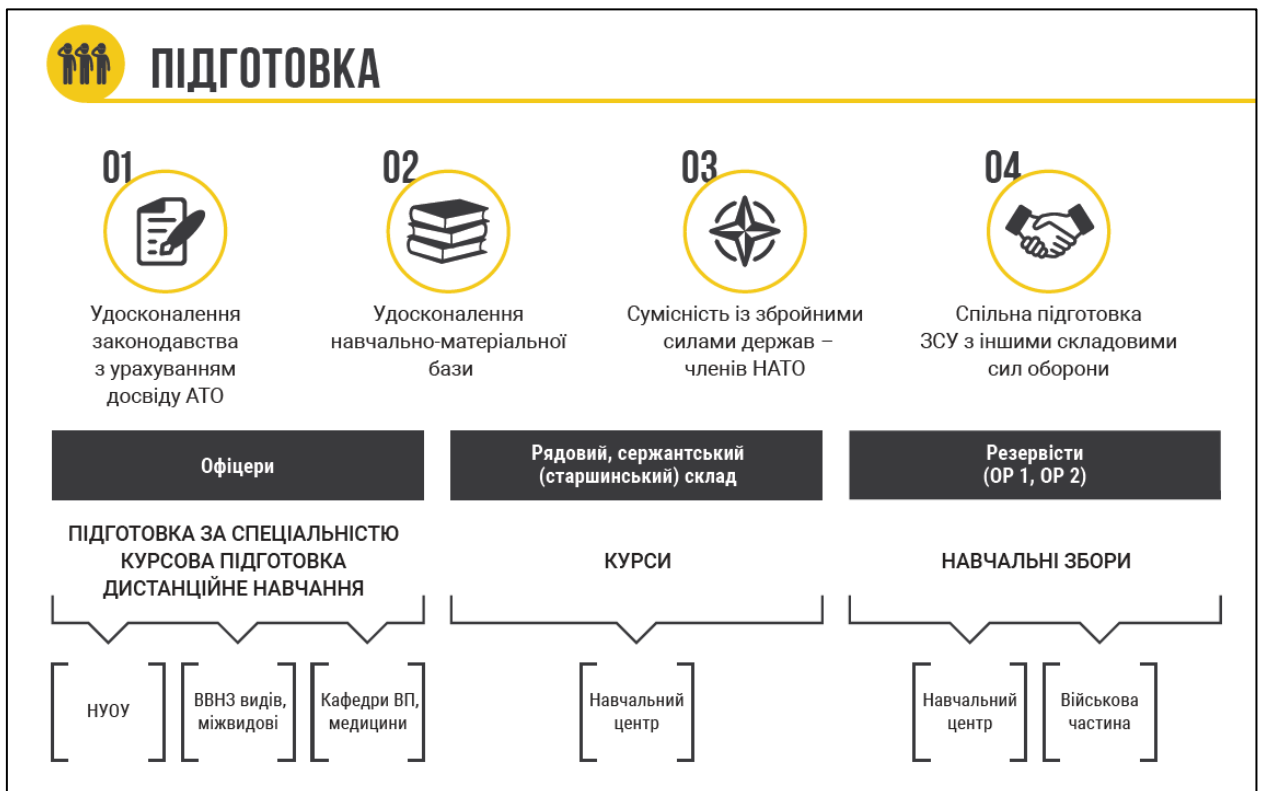 ПІДГОТОВКА
01
Удосконалення
законодавства
з урахуванням
досвіду АТО
02
Удосконалення
навчально-матеріальної
бази
03
Сумісність із збройними
силами держав –
членів НАТО
04
Спільна підготовка
ЗСУ з іншими складовими
сил оборони
Офіцери
ПІДГОТОВКА ЗА СПЕЦІАЛЬНІСТЮ
КУРСОВА ПІДГОТОВКА
ДИСТАНЦІЙНЕ НАВЧАННЯ
НУОУ
ВВНЗ видів,
міжвидові
Кафедри ВП,
медицини
Рядовий, сержантський
(старшинський) склад
КУРСИ
Навчальний
центр
Резервісти
(ОР 1, ОР 2)
НАВЧАЛЬНІ ЗБОРИ
Навчальний
центр
Військова
частина